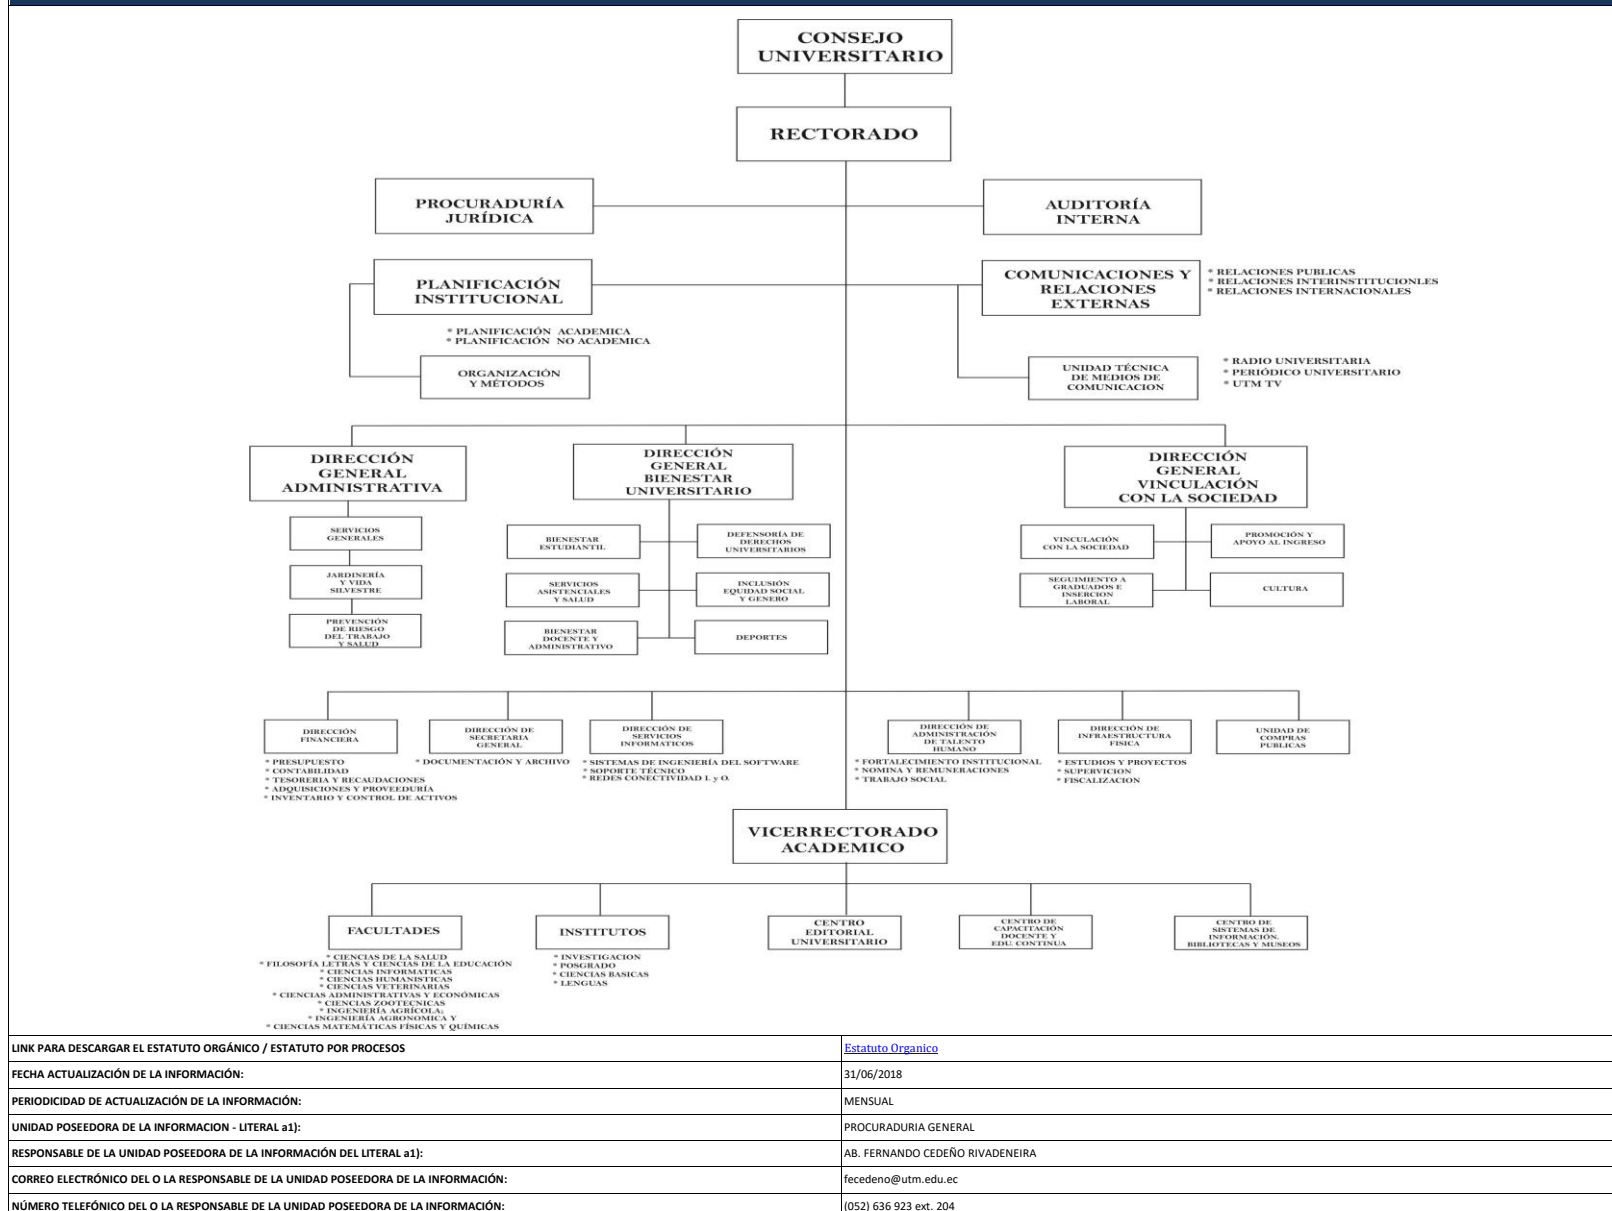 CONSEJO
UNIVERSITARIO
RECTORADO
PROCURADURÍA
JURÍDICA
AUDITORÍA
INTERNA
PLANIFICACIÓN
INSTITUCIONAL
* PLANIFICACIÓN ACADEMICA
* PLANIFICACIÓN NO ACADEMICA
ORGANIZACIÓN
Y MÉTODOS
COMUNICACIONES Y
RELACIONES
EXTERNAS
* RELACIONES PUBLICAS
* RELACIONES INTERINSTITUCIONLES
* RELACIONES INTERNACIONALES
UNIDAD TÉCNICA
DE MEDIOS DE
COMUNICACION
* RADIO UNIVERSITARIA
* PERIÓDICO UNIVERSITARIO
* UTM TV
DIRECCIÓN
GENERAL
ADMINISTRATIVA
SERVICIOS
GENERALES
JARDINERÍA
Y VIDA
SILVESTRE
PREVENCIÓN
DE RIESGO
DEL TRABAJO
Y SALUD
DIRECCIÓN
GENERAL
BIENESTAR
UNIVERSITARIO
BIENESTAR
ESTUDIANTIL
DEFENSORÍA DE
DERECHOS
UNIVERSITARIOS
SERVICIOS
ASISTENCIALES
Y SALUD
INCLUSIÓN
EQUIDAD SOCIAL
Y GENERO
BIENESTAR
DOCENTE Y
ADMINISTRATIVO
DEPORTES
DIRECCIÓN
GENERAL
VINCULACIÓN
CON LA SOCIEDAD
VINCULACIÓN
CON LA SOCIEDAD
PROMOCIÓN Y
APOYO AL INGRESO
SEGUIMIENTO A
GRADUADOS E
INSERCION
LABORAL
CULTURA
DIRECCIÓN
FINANCIERA
* PRESUPUESTO
* CONTABILIDAD
* TESORERIA Y RECAUDACIONES
* ADQUISICIONES Y PROVEEDURÍA
* INVENTARIO Y CONTROL DE ACTIVOS
DIRECCIÓN DE
SECRETARIA
GENERAL
* DOCUMENTACIÓN Y ARCHIVO
DIRECCIÓN DE
SERVICIOS
INFORMATICOS
* SISTEMAS DE INGENIERÍA DEL SOFTWARE
* SOPORTE TÉCNICO
* REDES CONECTIVIDAD I. y O.
DIRECCIÓN DE
ADMINISTRACIÓN
DE TALENTO
HUMANO
* FORTALECIMIENTO INSTITUCIONAL
* NOMINA Y REMUNERACIONES
* TRABAJO SOCIAL
DIRECCIÓN DE
INFRAESTRUCTURA
FISICA
* ESTUDIOS Y PROYECTOS
* SUPERVICION
* FISCALIZACION
UNIDAD DE
COMPRAS
PUBLICAS
VICERRECTORADO
ACADEMICO
FACULTADES
* CIENCIAS DE LA SALUD
* FILOSOFÍA LETRAS Y CIENCIAS DE LA EDUCACIÓN
* CIENCIAS INFORMATICAS
* CIENCIAS HUMANISTICAS
* CIENCIAS VETERINARIAS
* CIENCIAS ADMINISTRATIVAS Y ECONÓMICAS
* CIENCIAS ZOOTECNICAS
* INGENIERÍA AGRÍCOLA;
* INGENIERÍA AGRONOMICA Y
* CIENCIAS MATEMÁTICAS FÍSICAS Y QUÍMICAS
INSTITUTOS
* INVESTIGACION
* POSGRADO
* CIENCIAS BASICAS
* LENGUAS
CENTRO
EDITORIAL
UNIVERSITARIO
CENTRO DE
CAPACITACIÓN
DOCENTE Y
EDU. CONTINUA
CENTRO DE
SISTEMAS DE
INFORMACIÓN.
BIBLIOTECAS Y MUSEOS
LINK PARA DESCARGAR EL ESTATUTO ORGÁNICO / ESTATUTO POR PROCESOS Estatuto Organico
FECHA ACTUALIZACIÓN DE LA INFORMACIÓN: 31/06/2018
PERIODICIDAD DE ACTUALIZACIÓN DE LA INFORMACIÓN: MENSUAL
UNIDAD POSEEDORA DE LA INFORMACION - LITERAL a1): PROCURADURIA GENERAL
RESPONSABLE DE LA UNIDAD POSEEDORA DE LA INFORMACIÓN DEL LITERAL a1): AB. FERNANDO CEDEÑO RIVADENEIRA
CORREO ELECTRÓNICO DEL O LA RESPONSABLE DE LA UNIDAD POSEEDORA DE LA INFORMACIÓN: fecedeno@utm.edu.ec
NÚMERO TELEFÓNICO DEL O LA RESPONSABLE DE LA UNIDAD POSEEDORA DE LA INFORMACIÓN: (052) 636 923 ext. 204